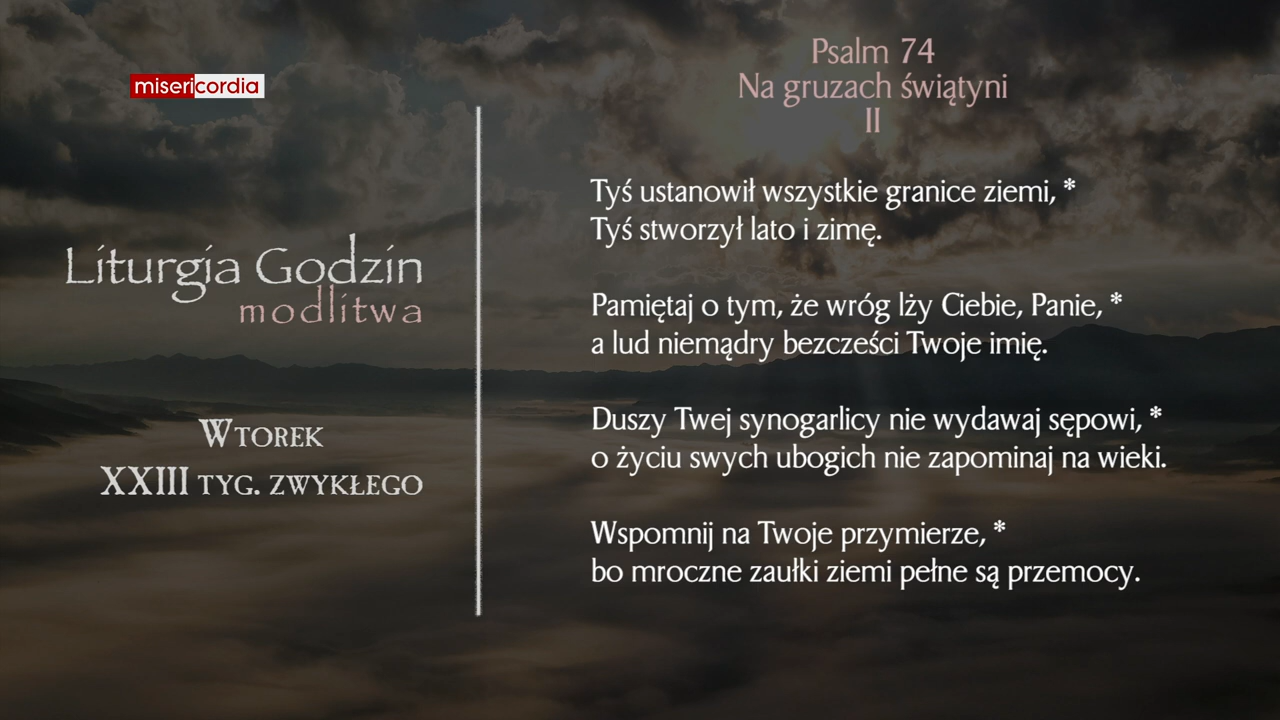 misericordia
Liturgia Godzin
modlitwa
Wtorek
XXIII tyg. zwykłego
Psalm 74
Na gruzach świątyni
II
Tyś ustanowił wszystkie granice ziemi, *
Tyś stworzył lato i zimę.
Pamiętaj o tym, że wróg lży Ciebie, Panie, *
a lud niemądry bezcześci Twoje imię.
Duszy Twej synogarlicy nie wydawaj sępowi, *
o życiu swych ubogich nie zapominaj na wieki.
Wspomnij na Twoje przymierze, *
bo mroczne zaułki ziemi pełne są przemocy.